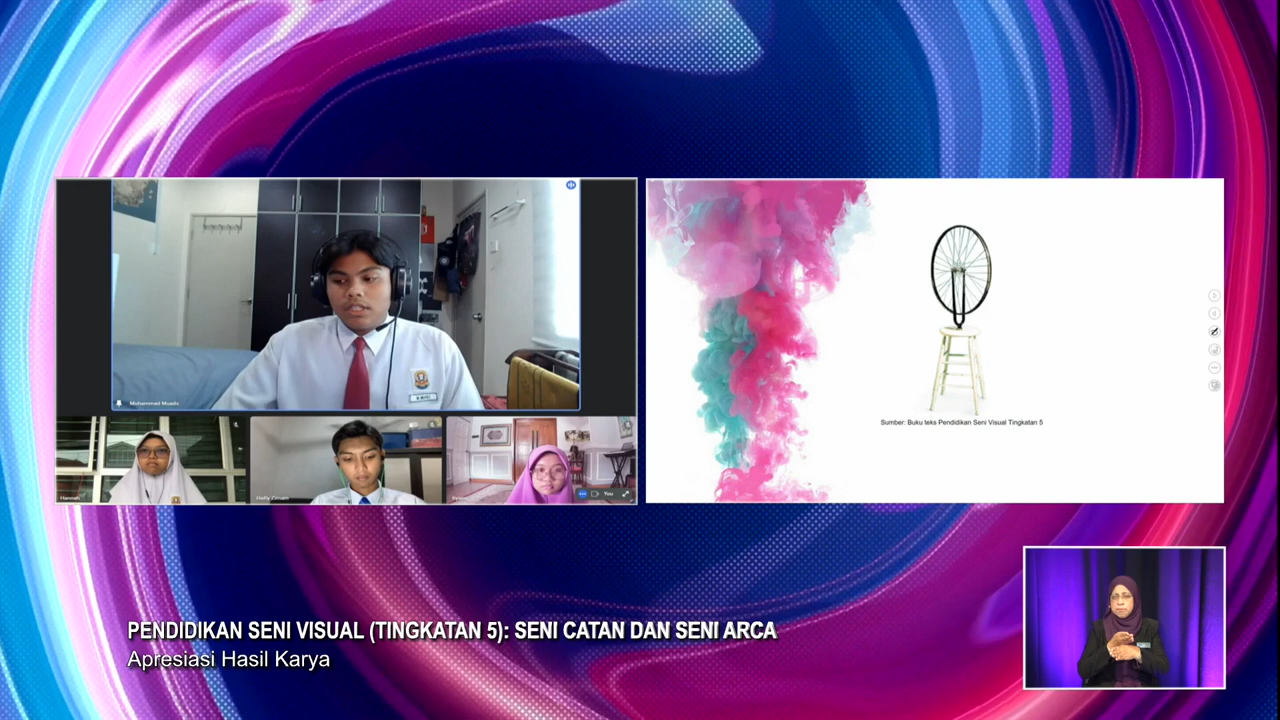 Muhammad Muadz
Hannah
You
Sumber: Buku teks Pendidikan Seni Visual Tingkatan 5
PENDIDIKAN SENI VISUAL (TINGKATAN 5): SENI CATAN DAN SENI ARCA
Apresiasi Hasil Karya